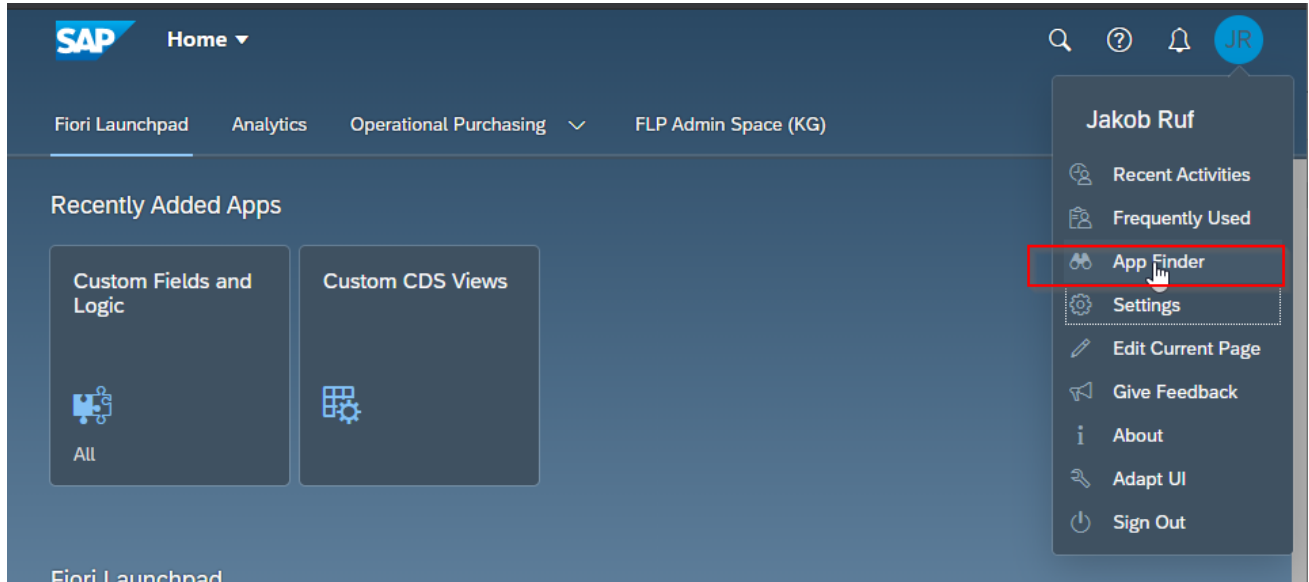 SAP Home
JR
Fiori Launchpad Analytics Operational Purchasing FLP Admin Space (KG)
Recently Added Apps
Custom Fields and
Logic
All
Custom CDS Views
Fiori Launchpad
Jakob Ruf
Recent Activities
Frequently Used
App Finder
Settings
Edit Current Page
Give Feedback
About
Adapt UI
Sign Out